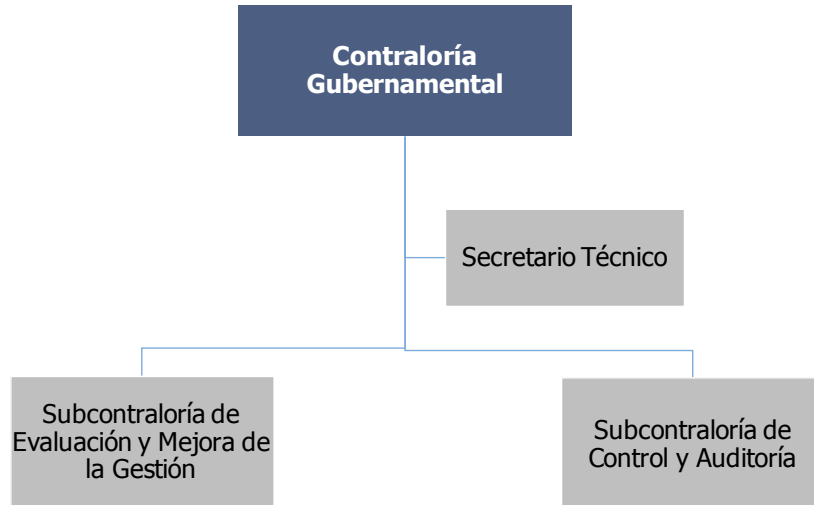 Contraloría
Gubernamental
Secretario Técnico
Subcontraloría de
Evaluación y Mejora de
la Gestión
Subcontraloría de
Control y Auditoría